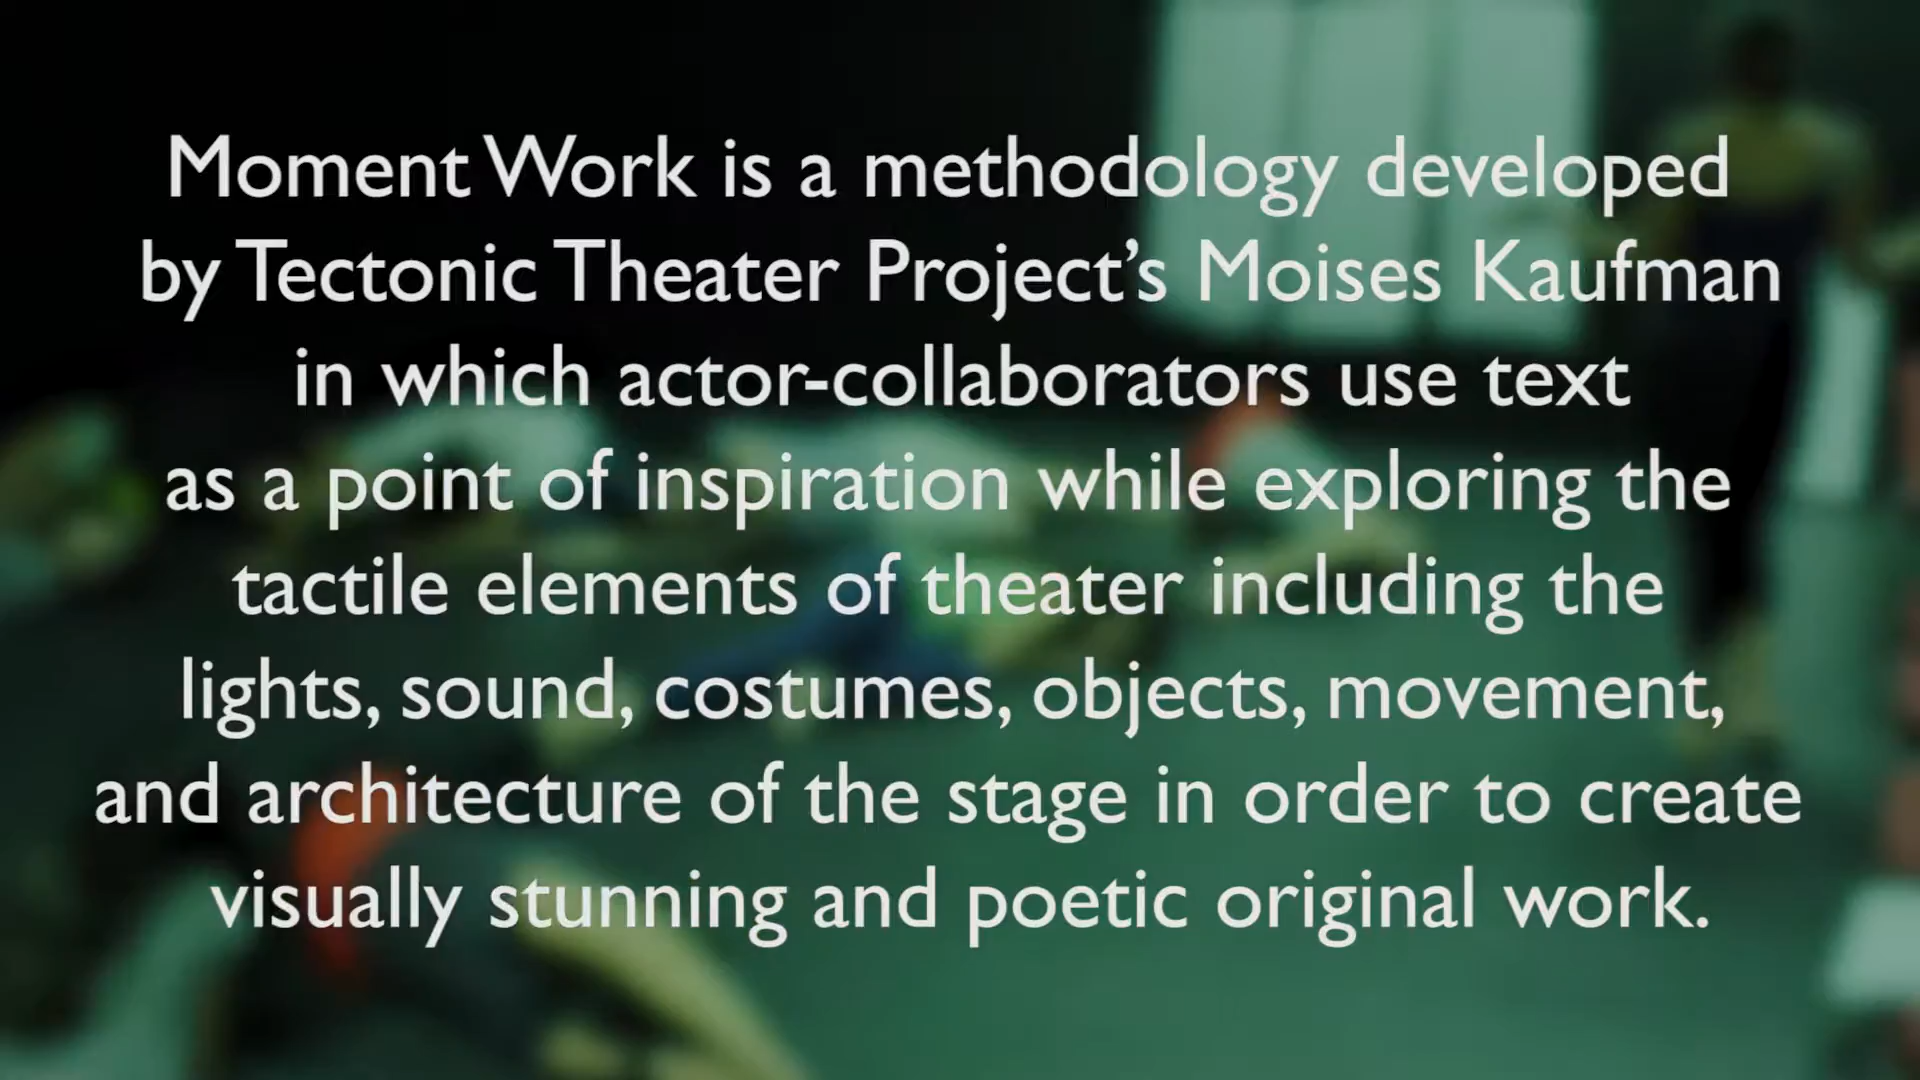 Moment Work is a methodology developed
by Tectonic Theater Project’s Moises Kaufman
in which actor-collaborators use text
as a point of inspiration while exploring the
tactile elements of theater including the
lights, sound, costumes, objects, movement,
and architecture of the stage in order to create
visually stunning and poetic original work.